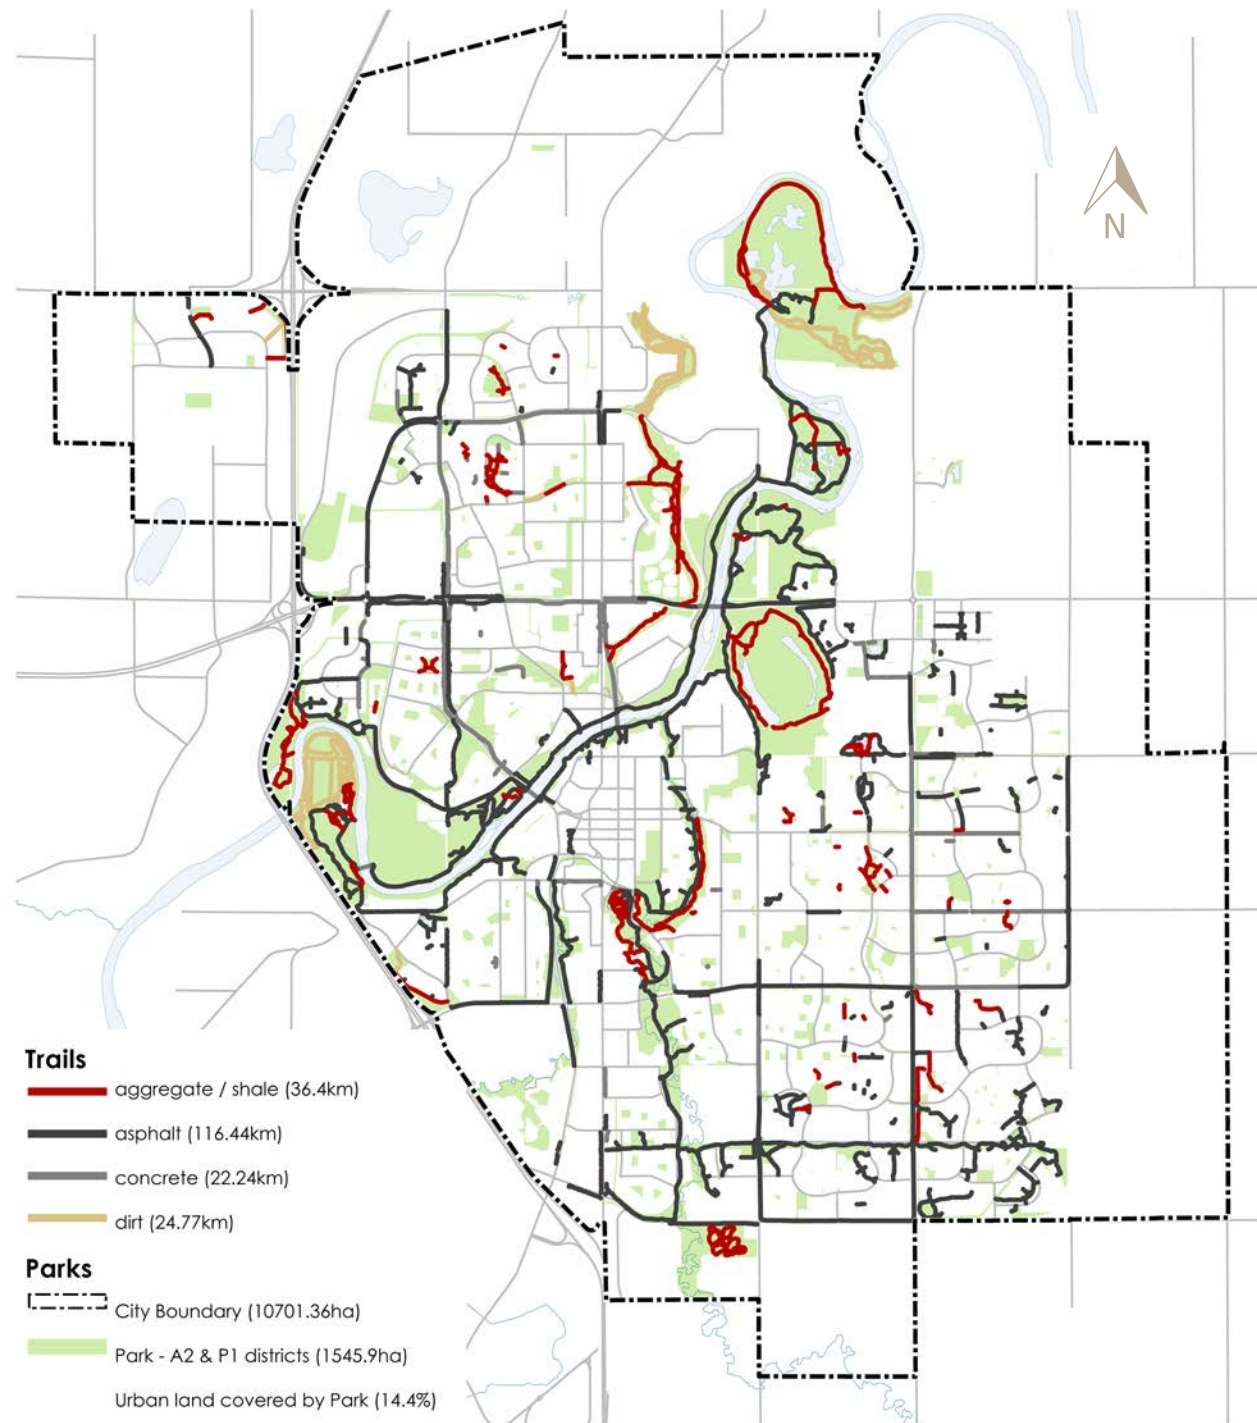 N
Trails
aggregate / shale (36.4km)
asphalt (116.44km)
concrete (22.24km)
dirt (24.77km)
Parks
City Boundary (10701.36ha)
Park - A2 & P1 districts (1545.9ha)
Urban land covered by Park (14.4%)